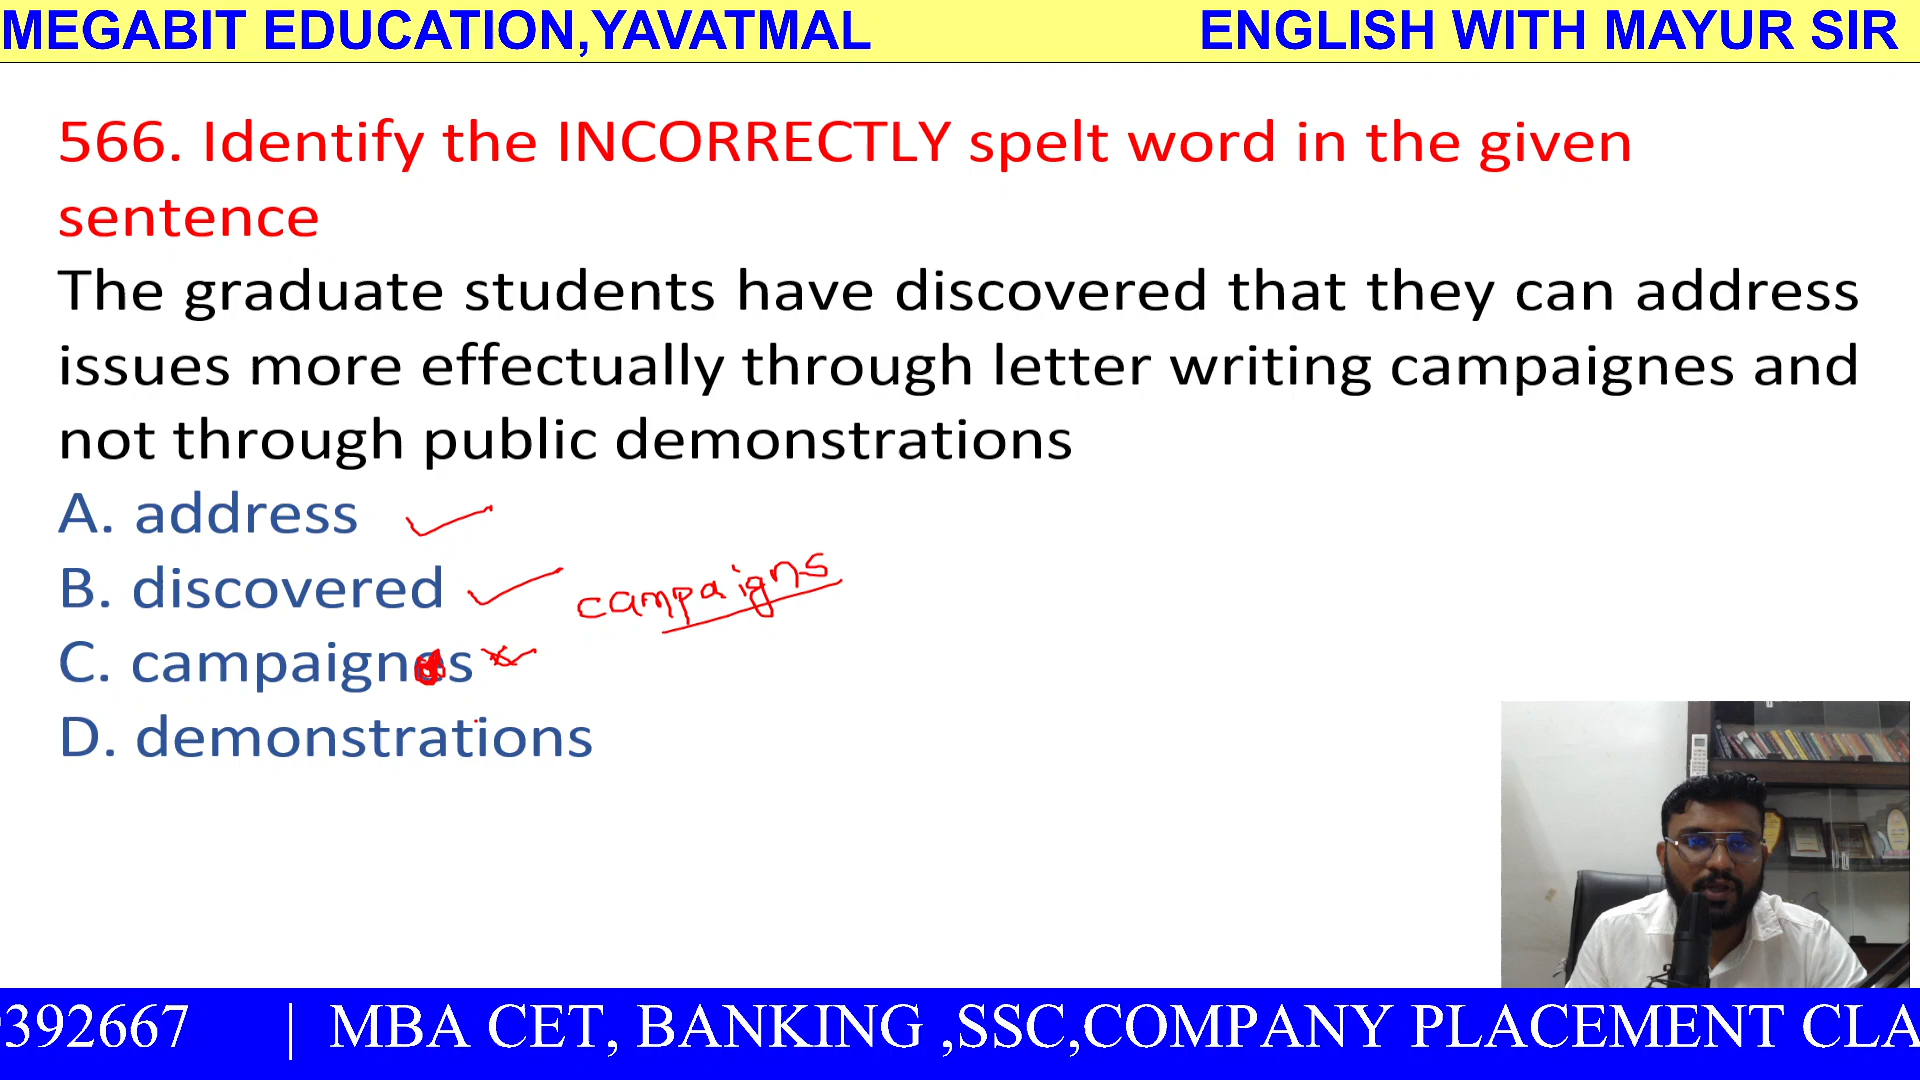 MEGABIT EDUCATION,YAVATMAL ENGLISH WITH MAYUR SIR
566. Identify the INCORRECTLY spelt word in the given
sentence
The graduate students have discovered that they can address
issues more effectually through letter writing campaignes and
not through public demonstrations
A. address
B. discovered
campaigns
C. campaignes
D. demonstrations
392667 | MBA CET, BANKING ,SSC,COMPANY PLACEMENT CLA